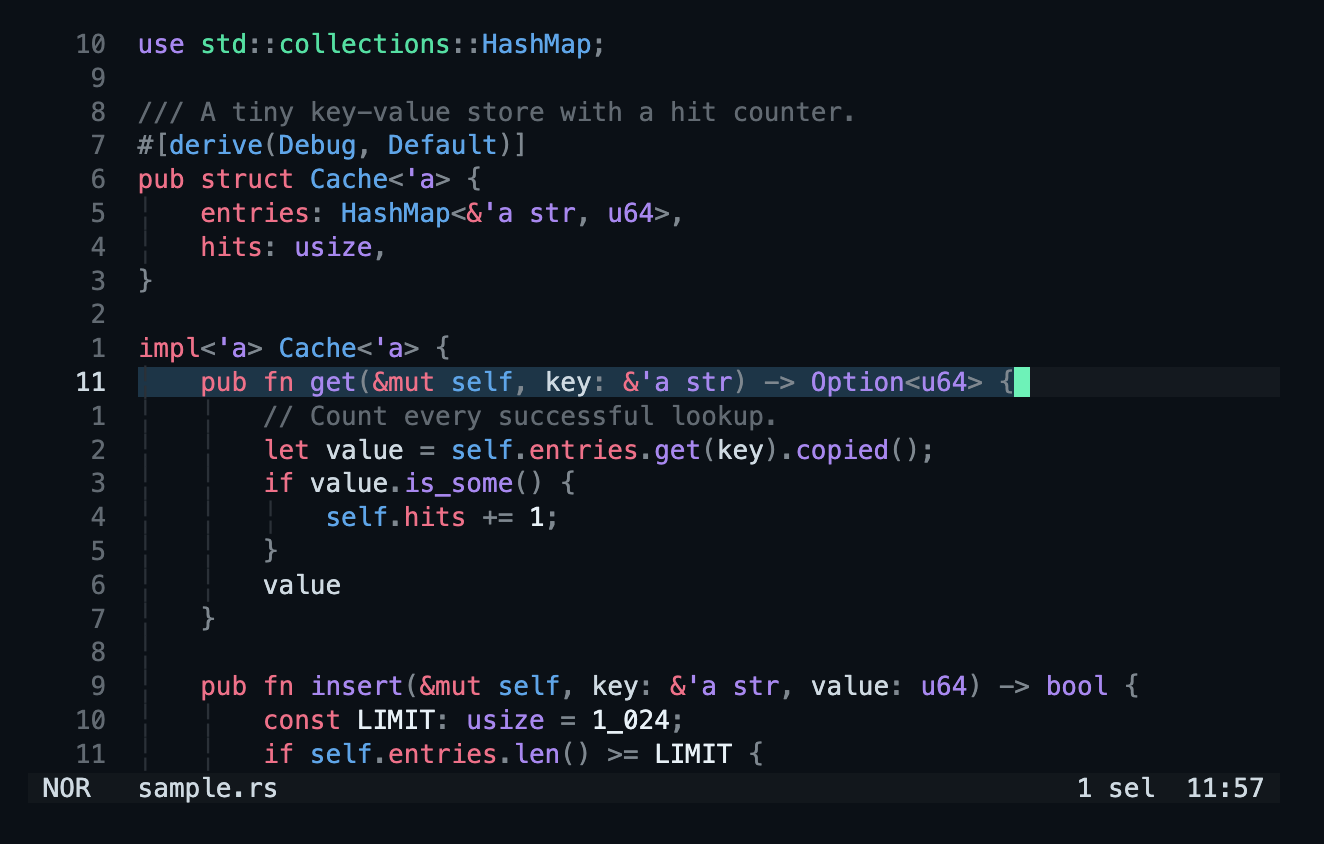 10 use std::collections::HashMap;
9
8 /// A tiny key-value store with a hit counter.
7 #[derive(Debug, Default)]
6 pub struct Cache<'a> {
5     entries: HashMap<&'a str, u64>,
4     hits: usize,
3 }
2
1 impl<'a> Cache<'a> {
11     pub fn get(&mut self, key: &'a str) -> Option<u64> {
1         // Count every successful lookup.
2         let value = self.entries.get(key).copied();
3         if value.is_some() {
4             self.hits += 1;
5         }
6         value
7     }
8
9     pub fn insert(&mut self, key: &'a str, value: u64) -> bool {
10         const LIMIT: usize = 1_024;
11         if self.entries.len() >= LIMIT {
NOR sample.rs 1 sel 11:57